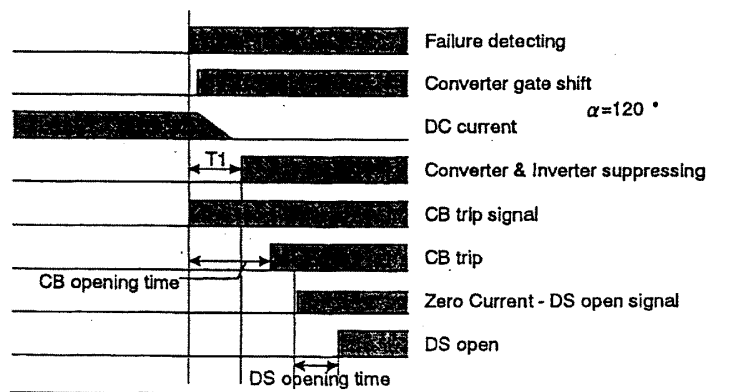 Failure detecting
Converter gate shift
α=120 °
DC current
T1
Converter & Inverter suppressing
CB trip signal
CB trip
CB opening time
Zero Current - DS open signal
DS open
DS opening time